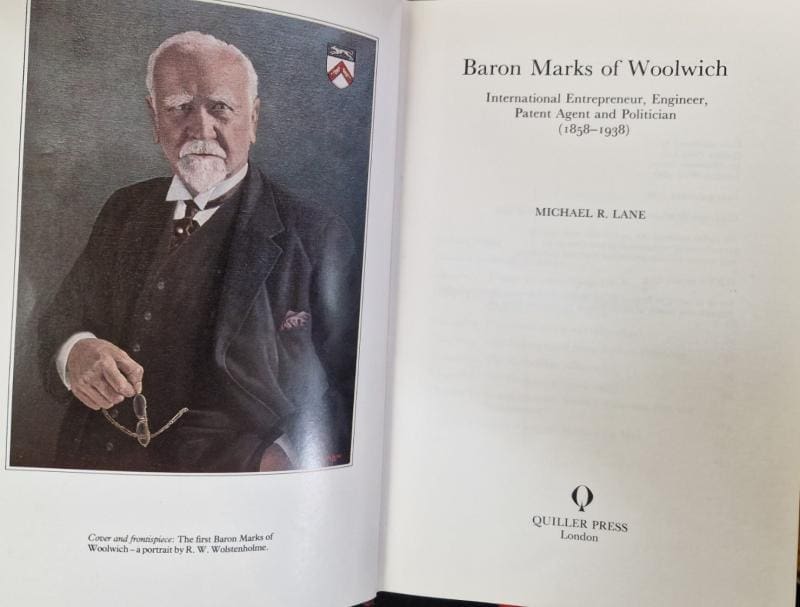 Cover and frontispiece: The first Baron Marks of
Woolwich – a portrait by R. W. Wolstenholme.
Baron Marks of Woolwich
International Entrepreneur, Engineer,
Patent Agent and Politician
(1858–1938)
MICHAEL R. LANE
QUILLER PRESS
London